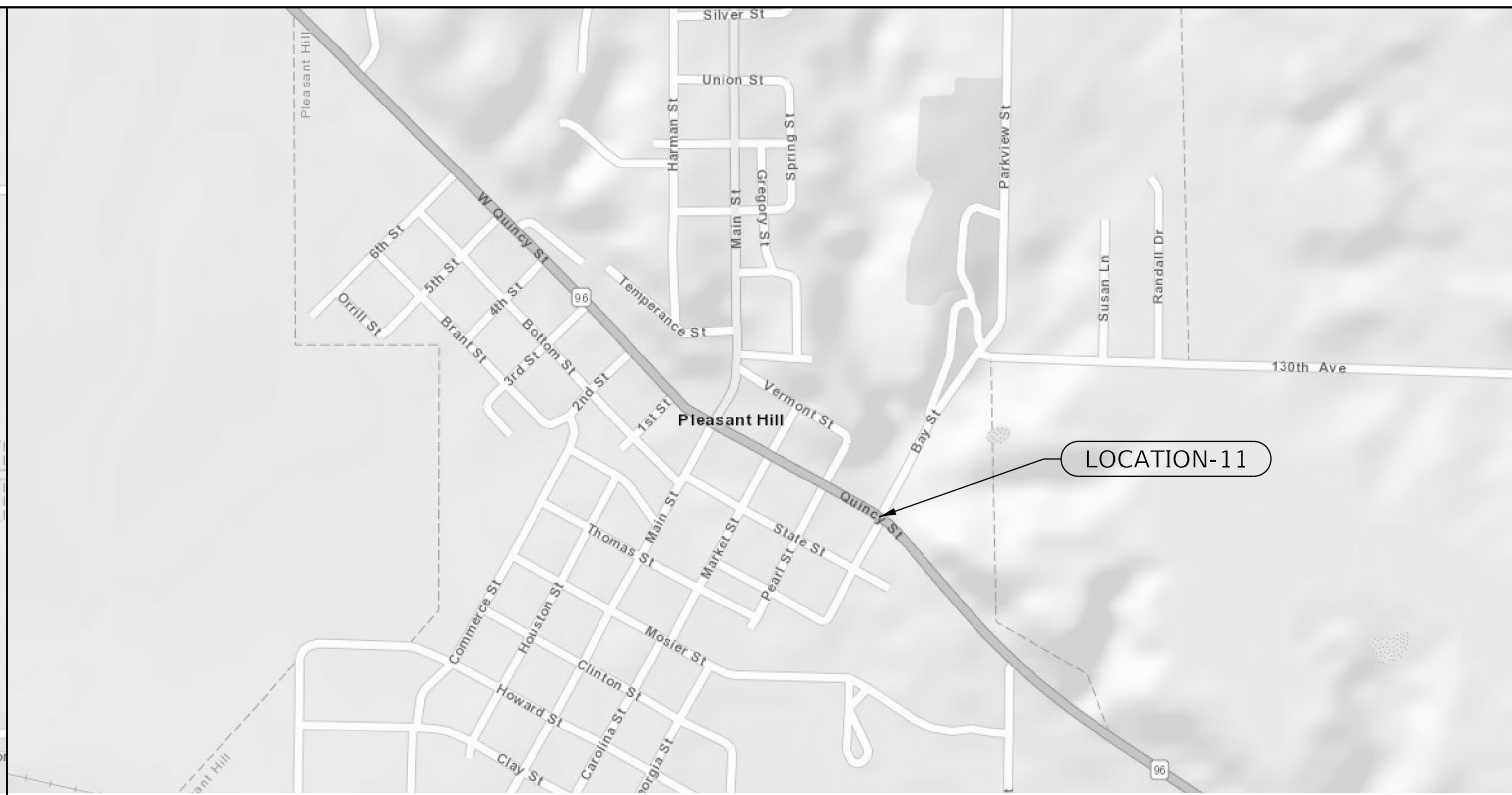 Silver St
Pleasant Hill
Union St
Harman St
Spring St
Parkview St
Gregory St
Main St
W Quincy St
6th St
5th St
4th St
96
Temperance St
Susan Ln
Randall Dr
Orrill St
Brant St
Bottom St
3rd St
2nd St
130th Ave
1st St
Vermont St
Pleasant Hill
Bay St
LOCATION-11
Quincy St
Main St
Market St
State St
Thomas St
Pearl St
Commerce St
Houston St
Mosier St
Clinton St
Howard St
Carolina St
Clay St
eorgia St
ant Hill
96